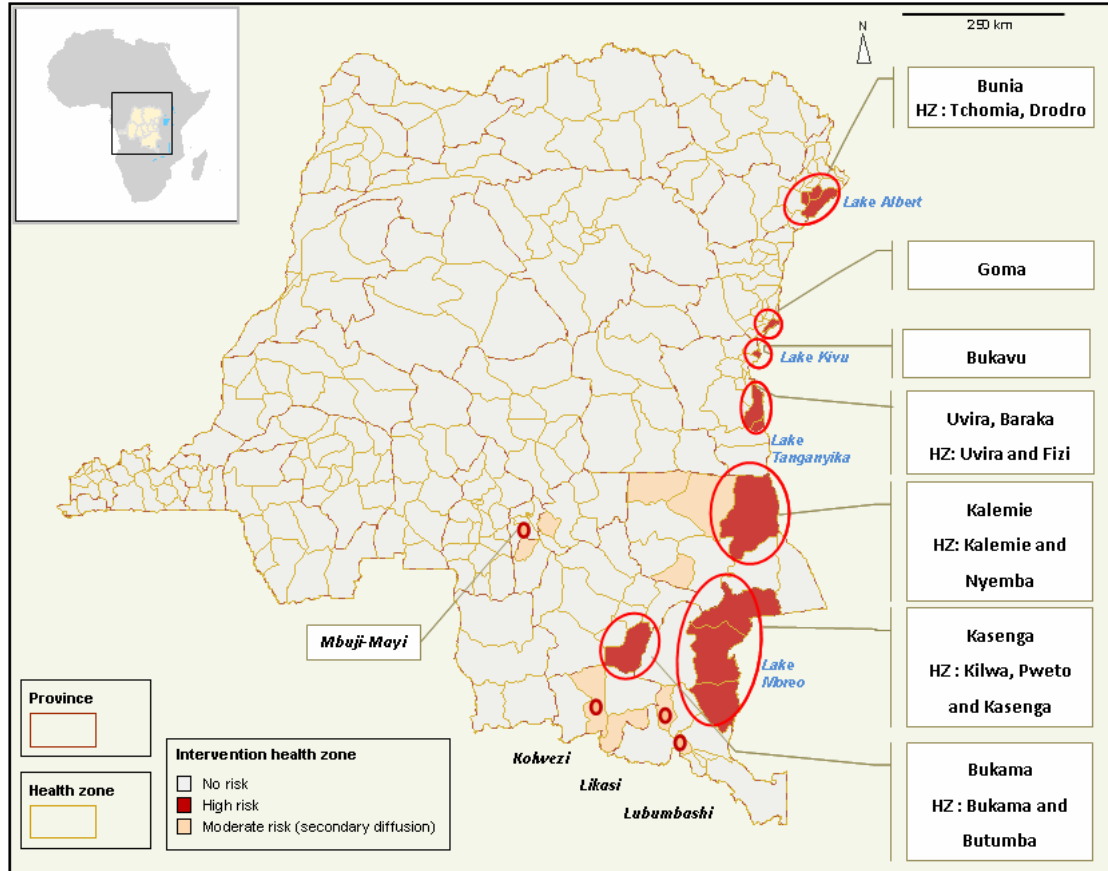 250 km
N
Bunia
HZ : Tchomia, Drodro
Lake Albert
Goma
Lake Kivu
Bukavu
Uvira, Baraka
HZ: Uvira and Fizi
Lake
Tanganyika
Kalemie
HZ: Kalemie and
Nyemba
Mbuji-Mayi
Kasenga
HZ : Kilwa, Pweto
and Kasenga
Lake
Mbreo
Province
Health zone
Intervention health zone
No risk
High risk
Moderate risk (secondary diffusion)
Kolwezi
Likasi
Lubumbashi
Bukama
HZ : Bukama and
Butumba